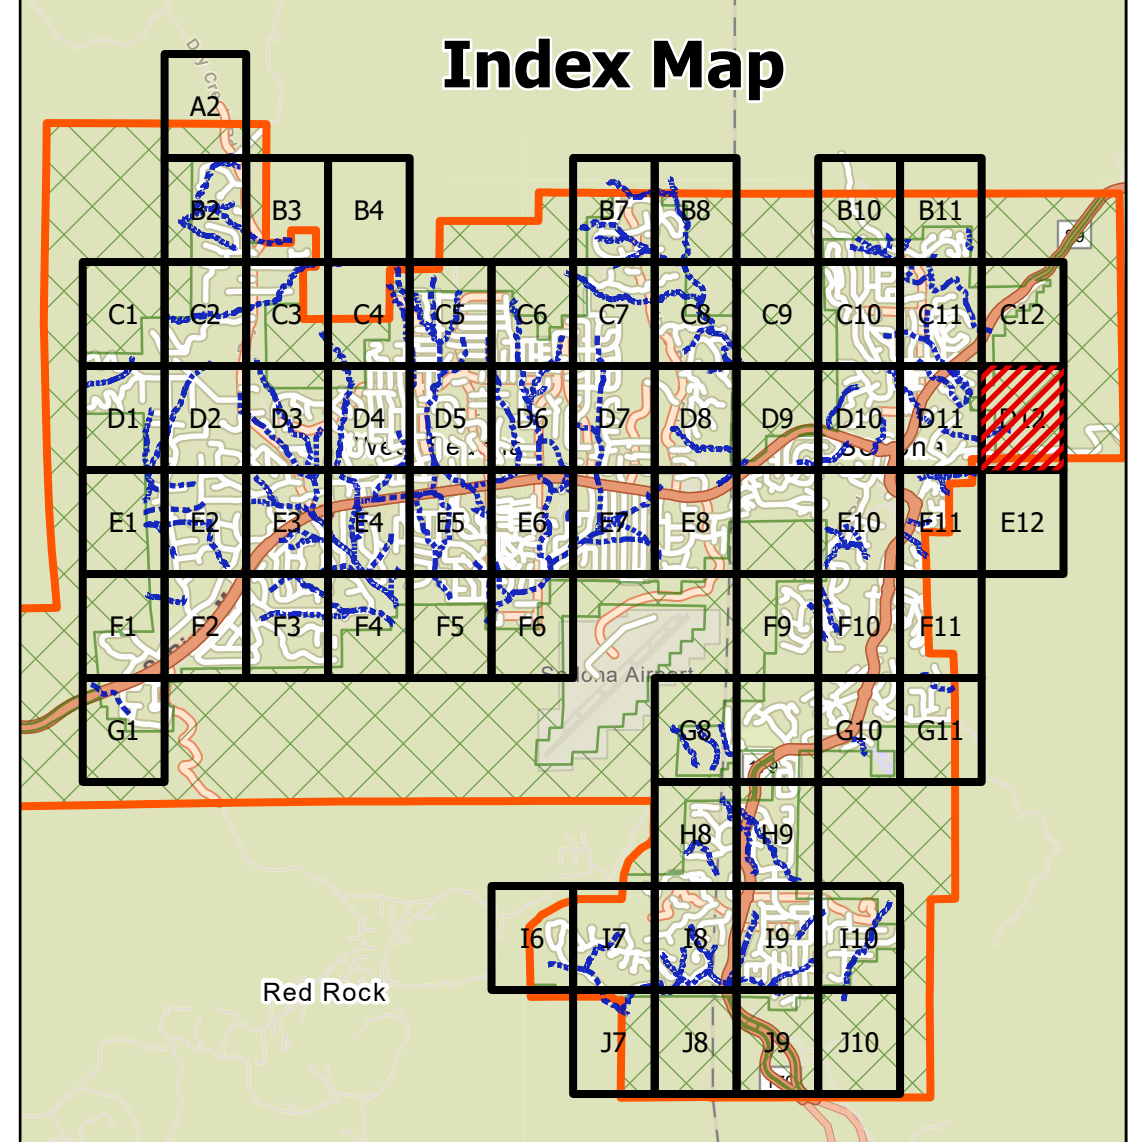 Index Map
A2
B2 B3 B4 B7 B8 B10 B11
C1 C2 C3 C4 C5 C6 C7 C8 C9 C10 C11 C12
D1 D2 D3 D4 D5 D6 D7 D8 D9 D10 D11 D12
E1 E2 E3 E4 E5 E6 E7 E8 E10 E11 E12
F1 F2 F3 F4 F5 F6 F9 F10 F11
Sedona Airport
G1 G8 G10 G11
H8 H9
I6 I7 I8 I9 I10
Red Rock
J7 J8 J9 J10